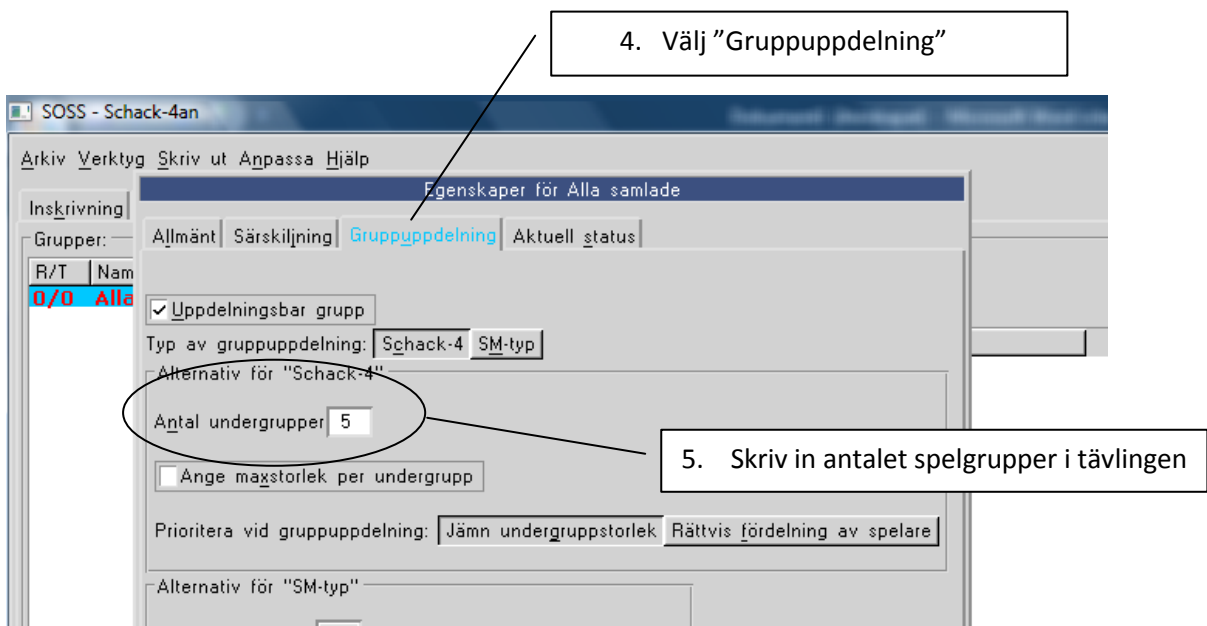 4. Välj ”Gruppuppdelning”
SOSS - Schack-4an
Arkiv Verktyg Skriv ut Anpassa Hjälp
Egenskaper för Alla samlade
Inskrivning
Allmänt Särskiljning Gruppuppdelning Aktuell status
Grupper:
R/T Nam
0/0 Alla
Uppdelningsbar grupp
Typ av gruppuppdelning: Schack-4 SM-typ
Alternativ för "Schack-4"
Antal undergrupper 5
5. Skriv in antalet spelgrupper i tävlingen
Ange maxstorlek per undergrupp
Prioritera vid gruppuppdelning: Jämn undergruppstorlek Rättvis fördelning av spelare
Alternativ för "SM-typ"